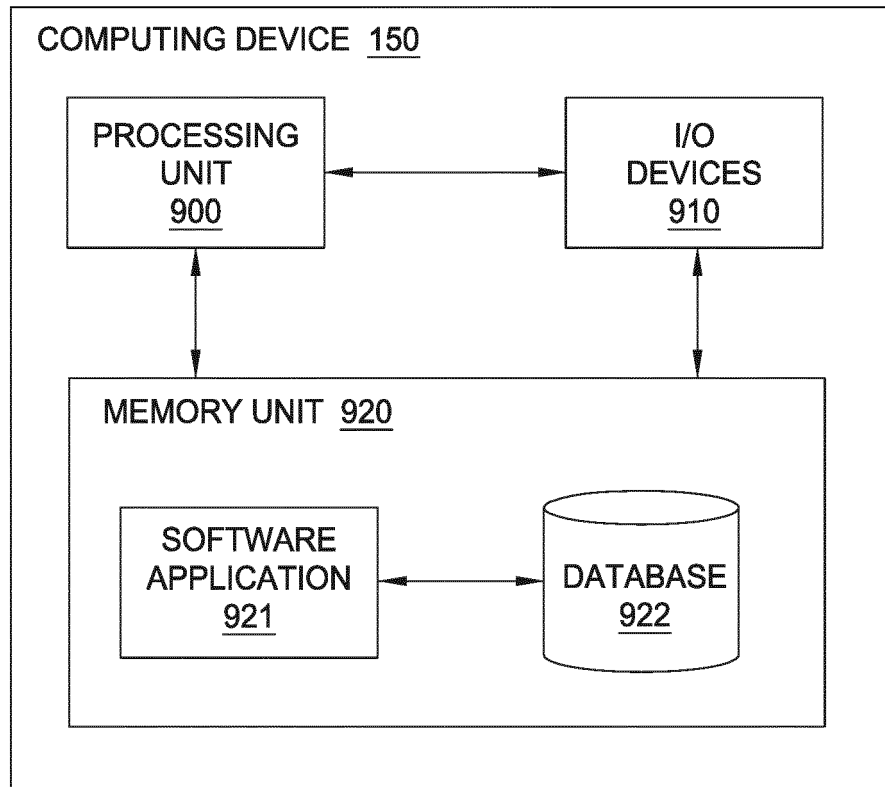 COMPUTING DEVICE 150
PROCESSING
UNIT
900
I/O
DEVICES
910
MEMORY UNIT 920
SOFTWARE
APPLICATION
921
DATABASE
922